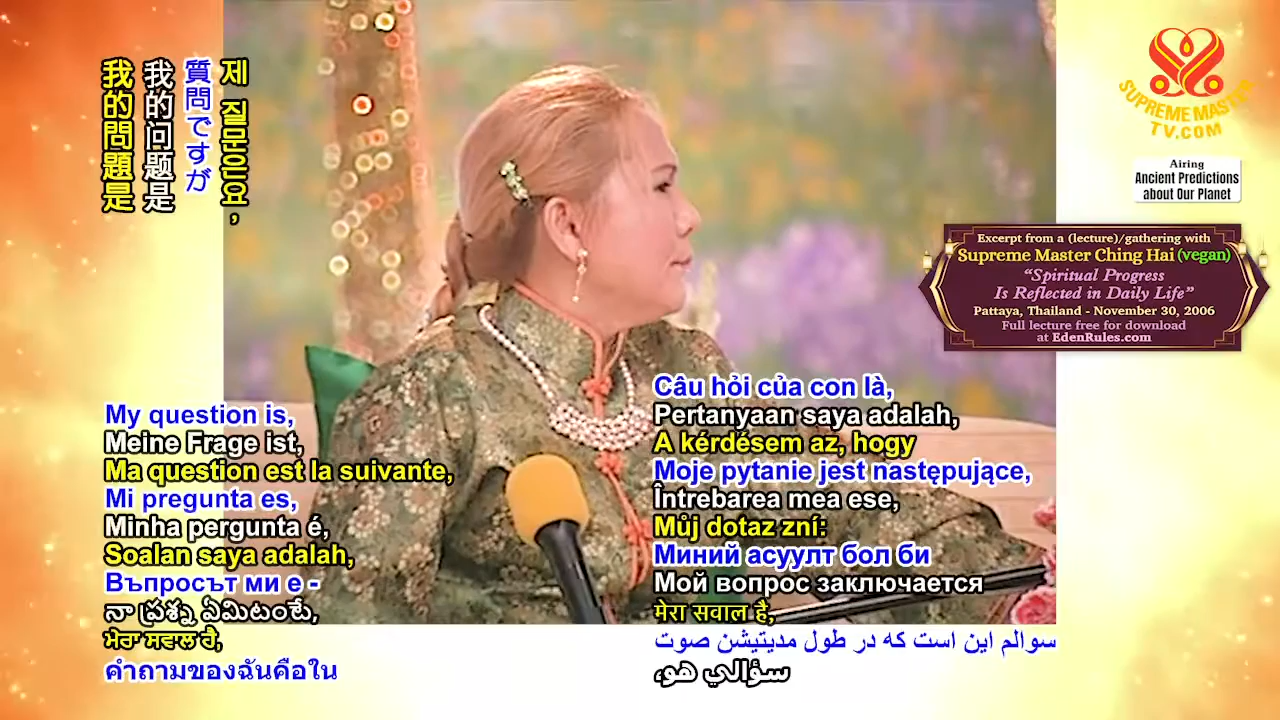 我的問題是
我的问题是
質問ですが
제 질문은요,
SUPREME MASTER
TV.COM
Airing
Ancient Predictions
about Our Planet
Excerpt from a (lecture)/gathering with
Supreme Master Ching Hai (vegan)
“Spiritual Progress
Is Reflected in Daily Life”
Pattaya, Thailand - November 30, 2006
Full lecture free for download
at EdenRules.com
My question is,
Meine Frage ist,
Ma question est la suivante,
Mi pregunta es,
Minha pergunta é,
Soalan saya adalah,
Въпросът ми е -
నా ప్రశ్న ఏమిటంటే,
ਮੇਰਾ ਸਵਾਲ ਹੈ,
คำถามของฉันคือใน
Câu hỏi của con là,
Pertanyaan saya adalah,
A kérdésem az, hogy
Moje pytanie jest następujące,
Întrebarea mea ese,
Můj dotaz zní:
Миний асуулт бол би
Мой вопрос заключается
मेरा सवाल है,
سوالم این است که در طول مدیتیشن صوت
سؤالي هو،